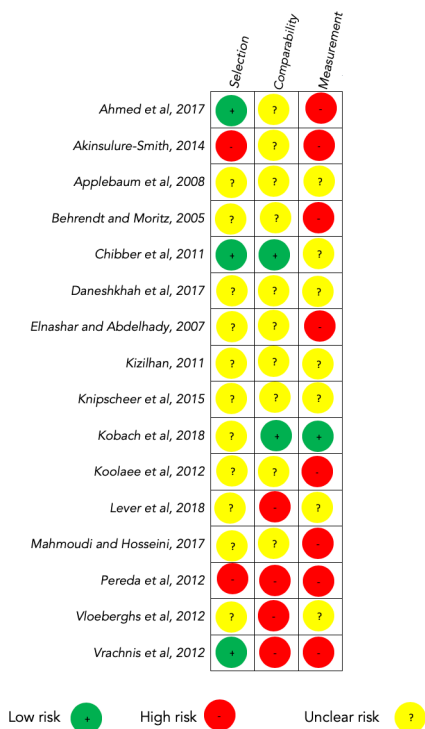 Selection Comparability Measurement
Ahmed et al, 2017 + ? -
Akinsulure-Smith, 2014 - ? -
Applebaum et al, 2008 ? ? ?
Behrendt and Moritz, 2005 ? ? -
Chibber et al, 2011 + + ?
Daneshkhah et al, 2017 ? ? ?
Elnashar and Abdelhady, 2007 ? ? -
Kizilhan, 2011 ? ? ?
Knipscheer et al, 2015 ? ? ?
Kobach et al, 2018 ? + +
Koolaee et al, 2012 ? ? -
Lever et al, 2018 ? - ?
Mahmoudi and Hosseini, 2017 ? ? -
Pereda et al, 2012 - - -
Vloeberghs et al, 2012 ? - ?
Vrachnis et al, 2012 + - -
Low risk + High risk - Unclear risk ?